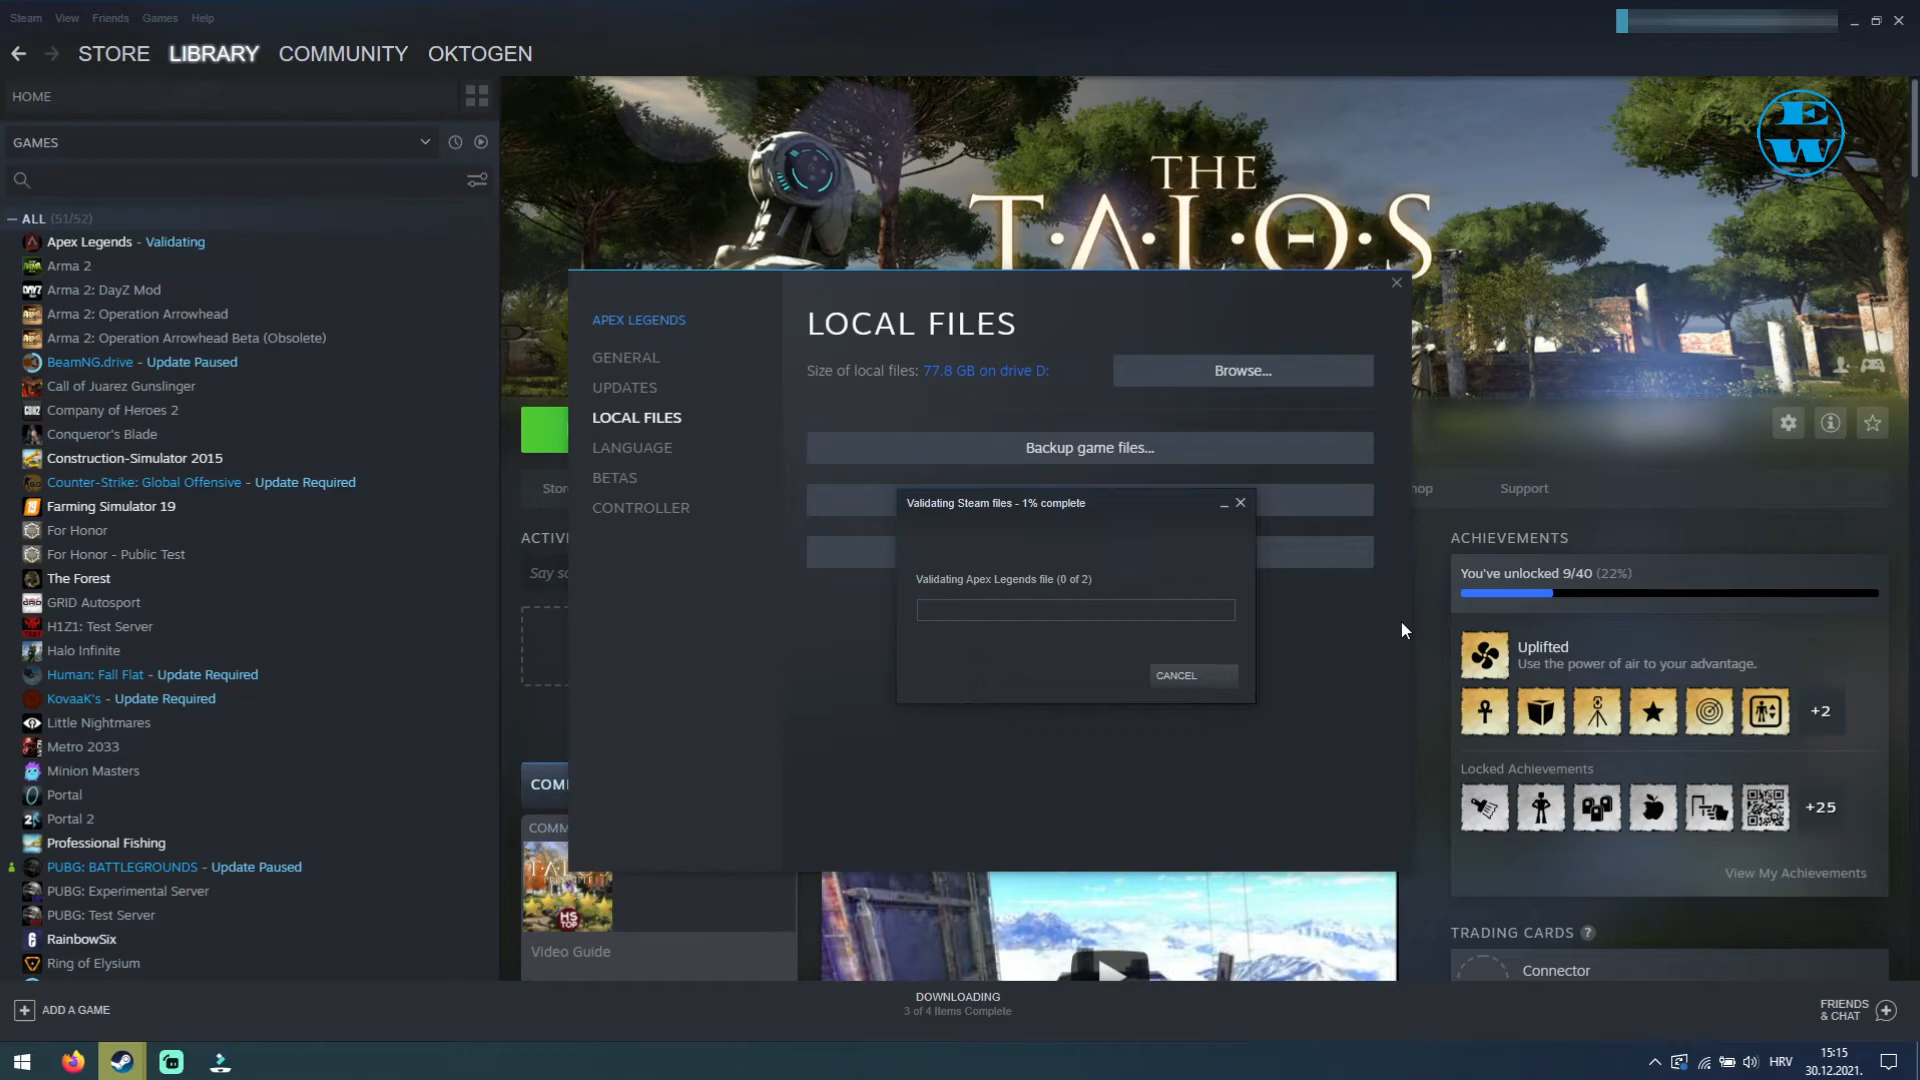 Steam View Friends Games Help
STORE LIBRARY COMMUNITY OKTOGEN
HOME
GAMES
ALL (51/52)
Apex Legends - Validating
Arma 2
Arma 2: DayZ Mod
Arma 2: Operation Arrowhead
Arma 2: Operation Arrowhead Beta (Obsolete)
BeamNG.drive - Update Paused
Call of Juarez Gunslinger
Company of Heroes 2
Conqueror's Blade
Construction-Simulator 2015
Counter-Strike: Global Offensive - Update Required
Farming Simulator 19
For Honor
For Honor - Public Test
The Forest
GRID Autosport
H1Z1: Test Server
Halo Infinite
Human: Fall Flat - Update Required
KovaaK's - Update Required
Little Nightmares
Metro 2033
Minion Masters
Portal
Portal 2
Professional Fishing
PUBG: BATTLEGROUNDS - Update Paused
PUBG: Experimental Server
PUBG: Test Server
RainbowSix
Ring of Elysium
ADD A GAME
THE
TALOS
EW
APEX LEGENDS
GENERAL
UPDATES
LOCAL FILES
LANGUAGE
BETAS
CONTROLLER
LOCAL FILES
Size of local files: 77.8 GB on drive D:
Browse...
Backup game files...
Validating Steam files - 1% complete
Validating Apex Legends file (0 of 2)
CANCEL
Support
HS
TOP
Video Guide
ACHIEVEMENTS
You've unlocked 9/40 (22%)
Uplifted
Use the power of air to your advantage.
+2
Locked Achievements
+25
View My Achievements
TRADING CARDS ?
Connector
DOWNLOADING
3 of 4 Items Complete
FRIENDS
& CHAT
HRV
15:15
30.12.2021.